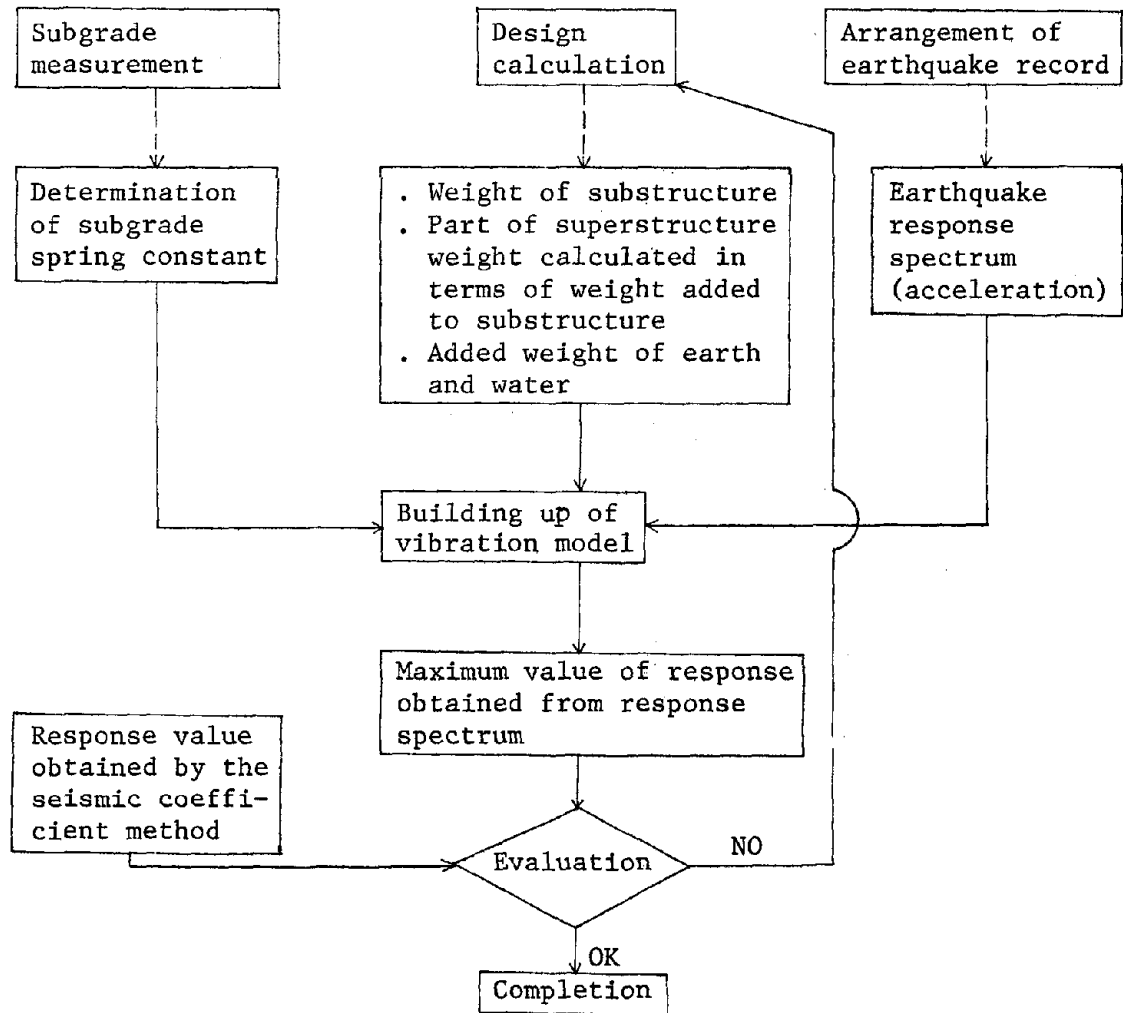 Subgrade
measurement
Design
calculation
Arrangement of
earthquake record
Determination
of subgrade
spring constant
. Weight of substructure
. Part of superstructure
weight calculated in
terms of weight added
to substructure
. Added weight of earth
and water
Earthquake
response
spectrum
(acceleration)
Building up of
vibration model
Maximum value of response
obtained from response
spectrum
Response value
obtained by the
seismic coeffi-
cient method
Evaluation
NO
OK
Completion